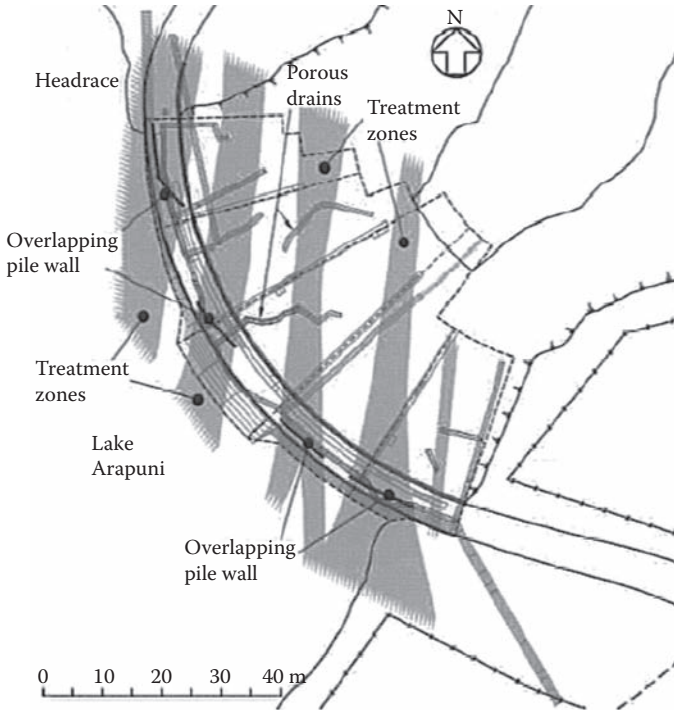 N
Headrace
Porous
drains
Treatment
zones
Overlapping
pile wall
Treatment
zones
Lake
Arapuni
Overlapping
pile wall
0 10 20 30 40 m